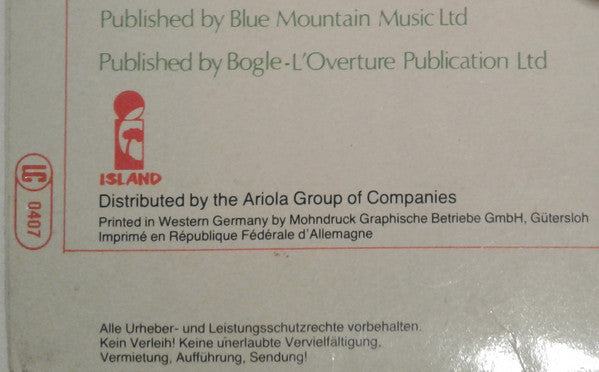 Published by Blue Mountain Music Ltd
Published by Bogle-L'Overture Publication Ltd
ISLAND
LC 0407
Distributed by the Ariola Group of Companies
Printed in Western Germany by Mohndruck Graphische Betriebe GmbH, Gütersloh
Imprimé en République Fédérale d'Allemagne
Alle Urheber- und Leistungsschutzrechte vorbehalten.
Kein Verleih! Keine unerlaubte Vervielfältigung,
Vermietung, Aufführung, Sendung!